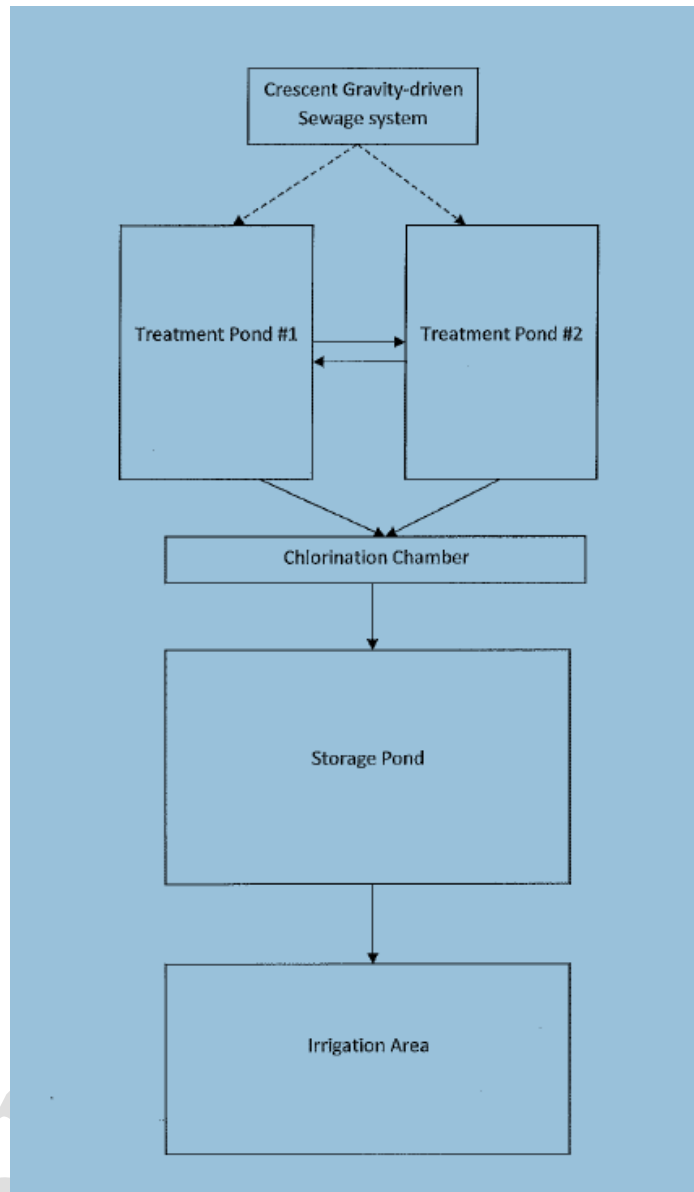 Crescent Gravity-driven
Sewage system
Treatment Pond #1
Treatment Pond #2
Chlorination Chamber
Storage Pond
Irrigation Area